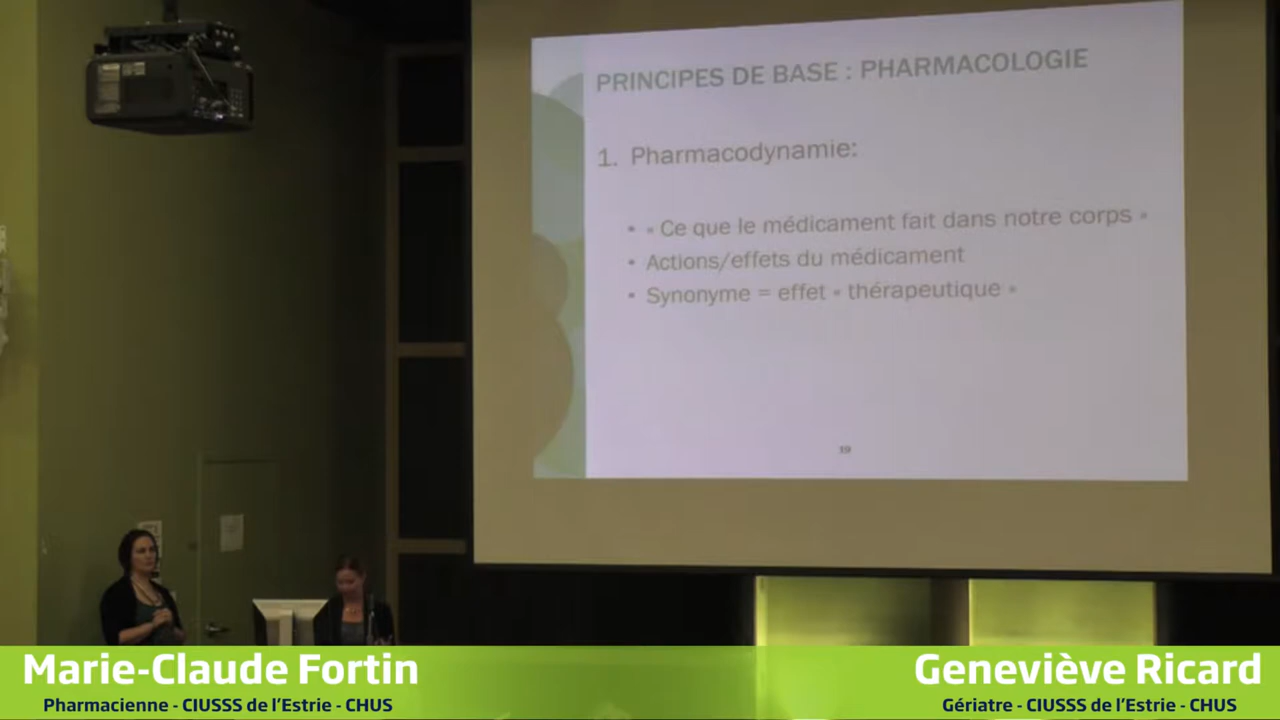 PRINCIPES DE BASE : PHARMACOLOGIE
1. Pharmacodynamie:
• « Ce que le médicament fait dans notre corps »
• Actions/effets du médicament
• Synonyme = effet « thérapeutique »
19
Marie-Claude Fortin
Pharmacienne - CIUSSS de l'Estrie - CHUS
Geneviève Ricard
Gériatre - CIUSSS de l'Estrie - CHUS